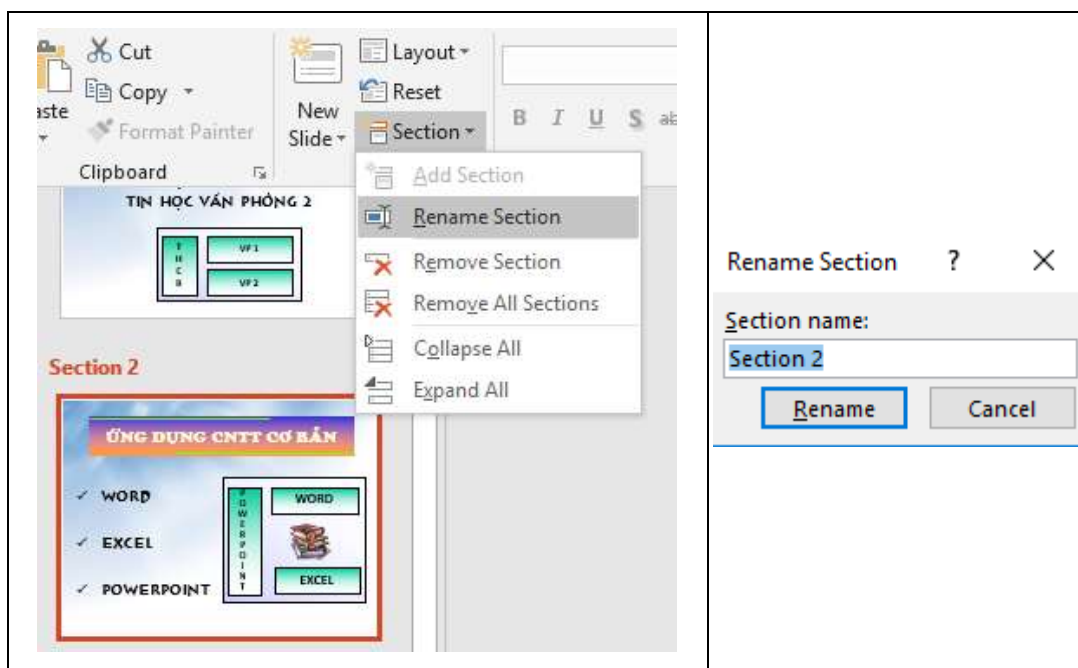 Cut
Copy
aste
Format Painter
Clipboard
New
Slide
Layout
Reset
Section
B I U S ab
Add Section
Rename Section
Remove Section
Remove All Sections
Collapse All
Expand All
TIN HỌC VĂN PHÒNG 2
THCB
VP 1
VP 2
Section 2
ỨNG DỤNG CNTT CƠ BẢN
✓ WORD
✓ EXCEL
✓ POWERPOINT
POWERPOINT
WORD
EXCEL
Rename Section ? ×
Section name:
Section 2
Rename Cancel